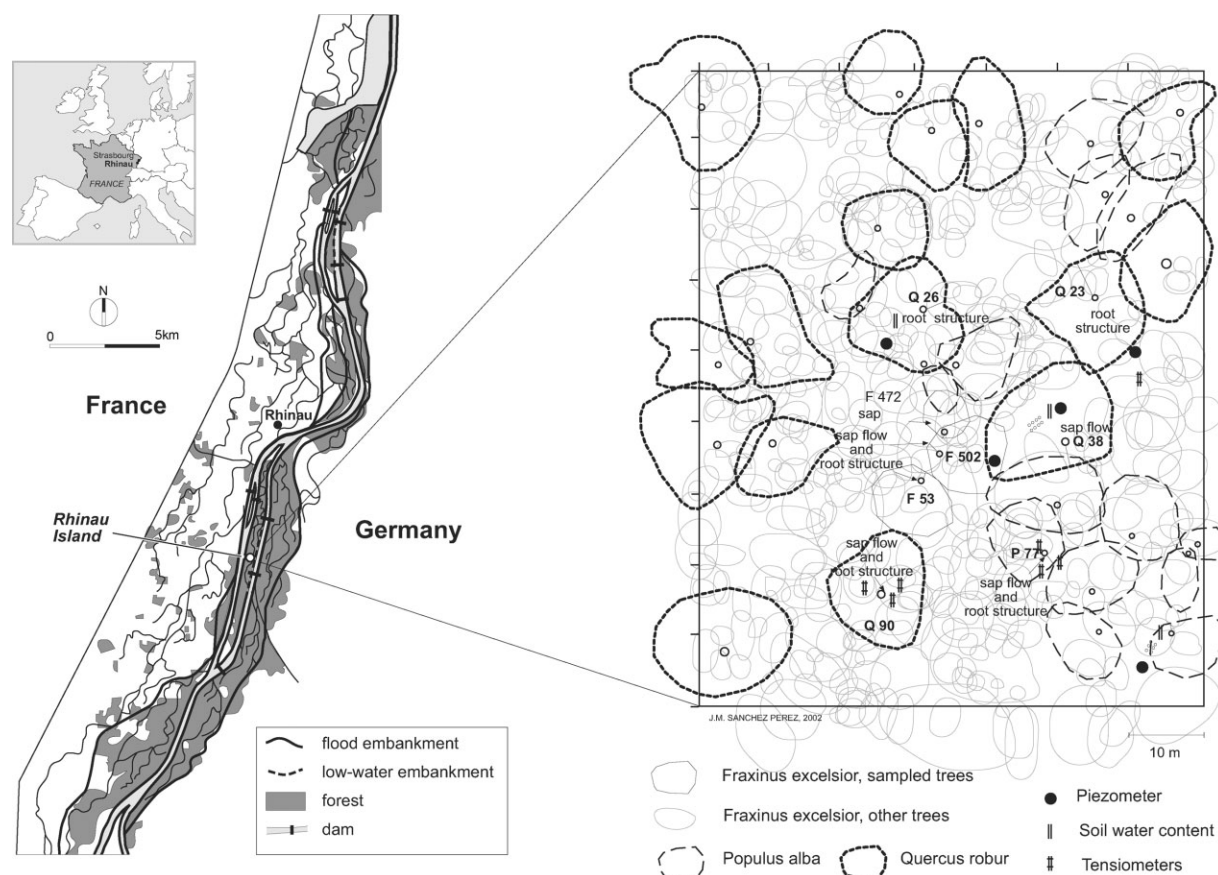 Strasbourg
Rhinau
FRANCE
N
0 5km
France
Rhinau
Rhinau
Island
Germany
flood embankment
low-water embankment
forest
dam
Q 26
root structure
Q 23
root structure
F 472
sap
sap flow
and
root structure
F 502
sap flow
Q 38
F 53
sap flow
and
root structure
Q 90
P 77
sap flow
and
root structure
J.M. SANCHEZ PEREZ, 2002
10 m
Fraxinus excelsior, sampled trees
Fraxinus excelsior, other trees
Populus alba
Quercus robur
Piezometer
Soil water content
Tensiometers